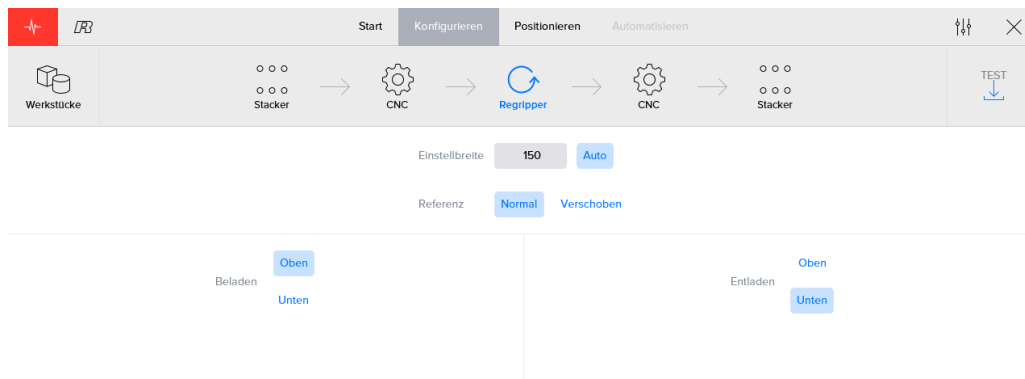 R
Start Konfigurieren Positionieren Automatisieren
Werkstücke Stacker CNC Regripper CNC Stacker TEST
Einstellbreite 150 Auto
Referenz Normal Verschoben
Beladen Oben Unten
Entladen Oben Unten